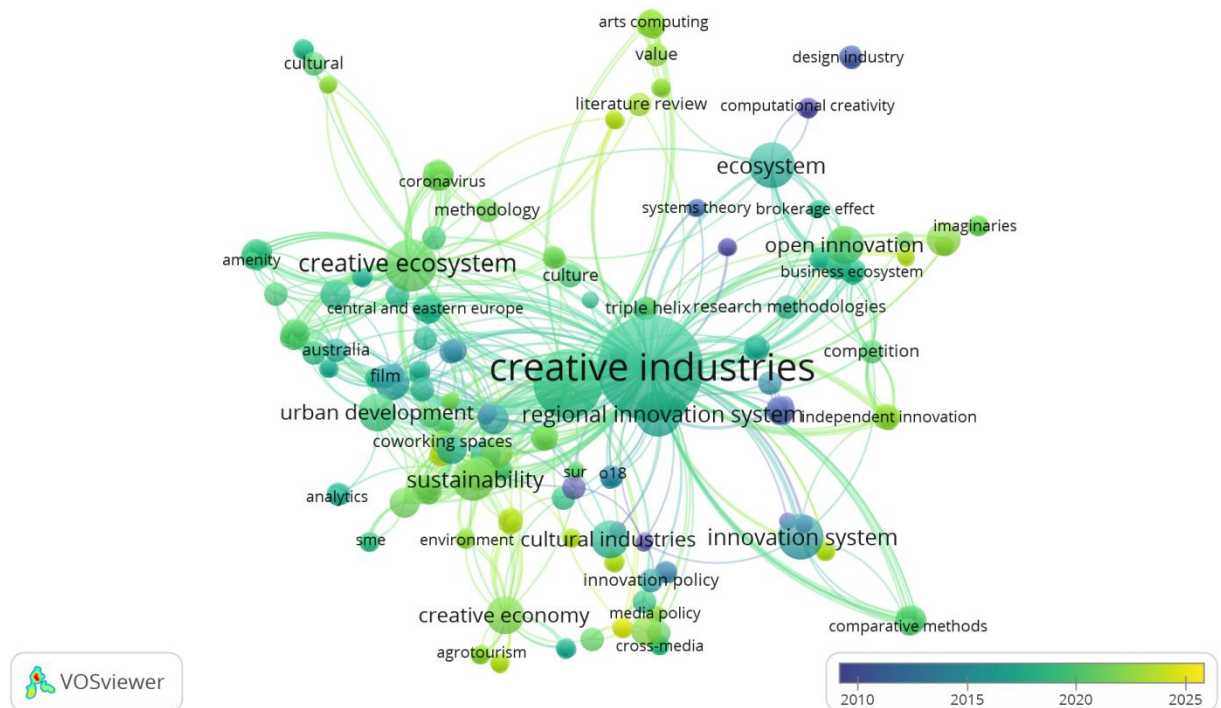 arts computing
cultural
value
design industry
literature review
computational creativity
ecosystem
coronavirus
methodology
systems theory
brokerage effect
imaginaries
open innovation
amenity
creative ecosystem
culture
business ecosystem
central and eastern europe
triple helix
research methodologies
australia
competition
film
creative industries
urban development
regional innovation system
independent innovation
coworking spaces
sustainability
sur
o18
analytics
sme
environment
cultural industries
innovation system
innovation policy
creative economy
media policy
comparative methods
agrotourism
cross-media
VOSviewer
2010
2015
2020
2025